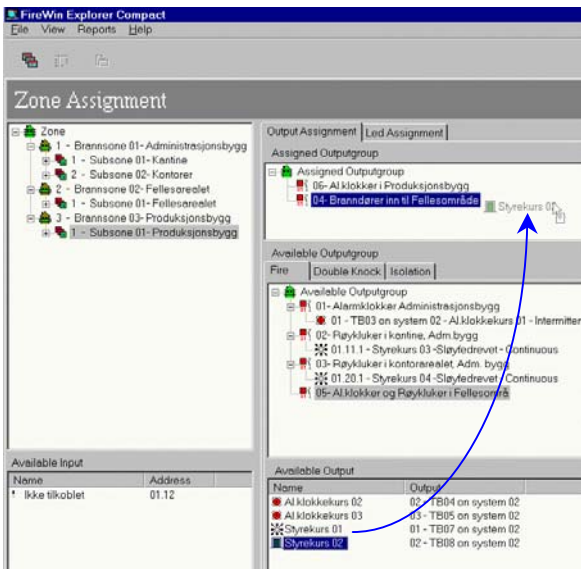 FireWin Explorer Compact
File View Reports Help
Zone Assignment
Zone
1 - Brannsone 01- Administrasjonsbygg
1 - Subsone 01- Kantine
2 - Subsone 02- Kontorer
2 - Brannsone 02- Fellesarealet
1 - Subsone 01- Fellesarealet
3 - Brannsone 03- Produksjonsbygg
1 - Subsone 01- Produksjonsbygg
Output Assignment Led Assignment
Assigned Outputgroup
Assigned Outputgroup
06- Al.klokker i Produksjonsbygg
04- Branndører inn til Fellesområde
Styrekurs 02
Available Outputgroup
Fire Double Knock Isolation
Available Outputgroup
01- Alarmklokker Administrasjonsbygg
01 - TB03 on system 02 - Al.klokkekurs 01 - Intermitter
02- Røykluker i kantine, Adm.bygg
01.11.1 - Styrekurs 03 -Sløyfedrevet - Continuous
03- Røykluker i kontorarealet, Adm. bygg
01.20.1 - Styrekurs 04 -Sløyfedrevet - Continuous
05- Al.klokker og Røykluker i Fellesområ
Available Input
Name Address
! Ikke tilkoblet 01.12
Available Output
Name Output
Al.klokkekurs 02 02 - TB04 on system 02
Al.klokkekurs 03 03 - TB05 on system 02
Styrekurs 01 01 - TB07 on system 02
Styrekurs 02 02 - TB08 on system 02